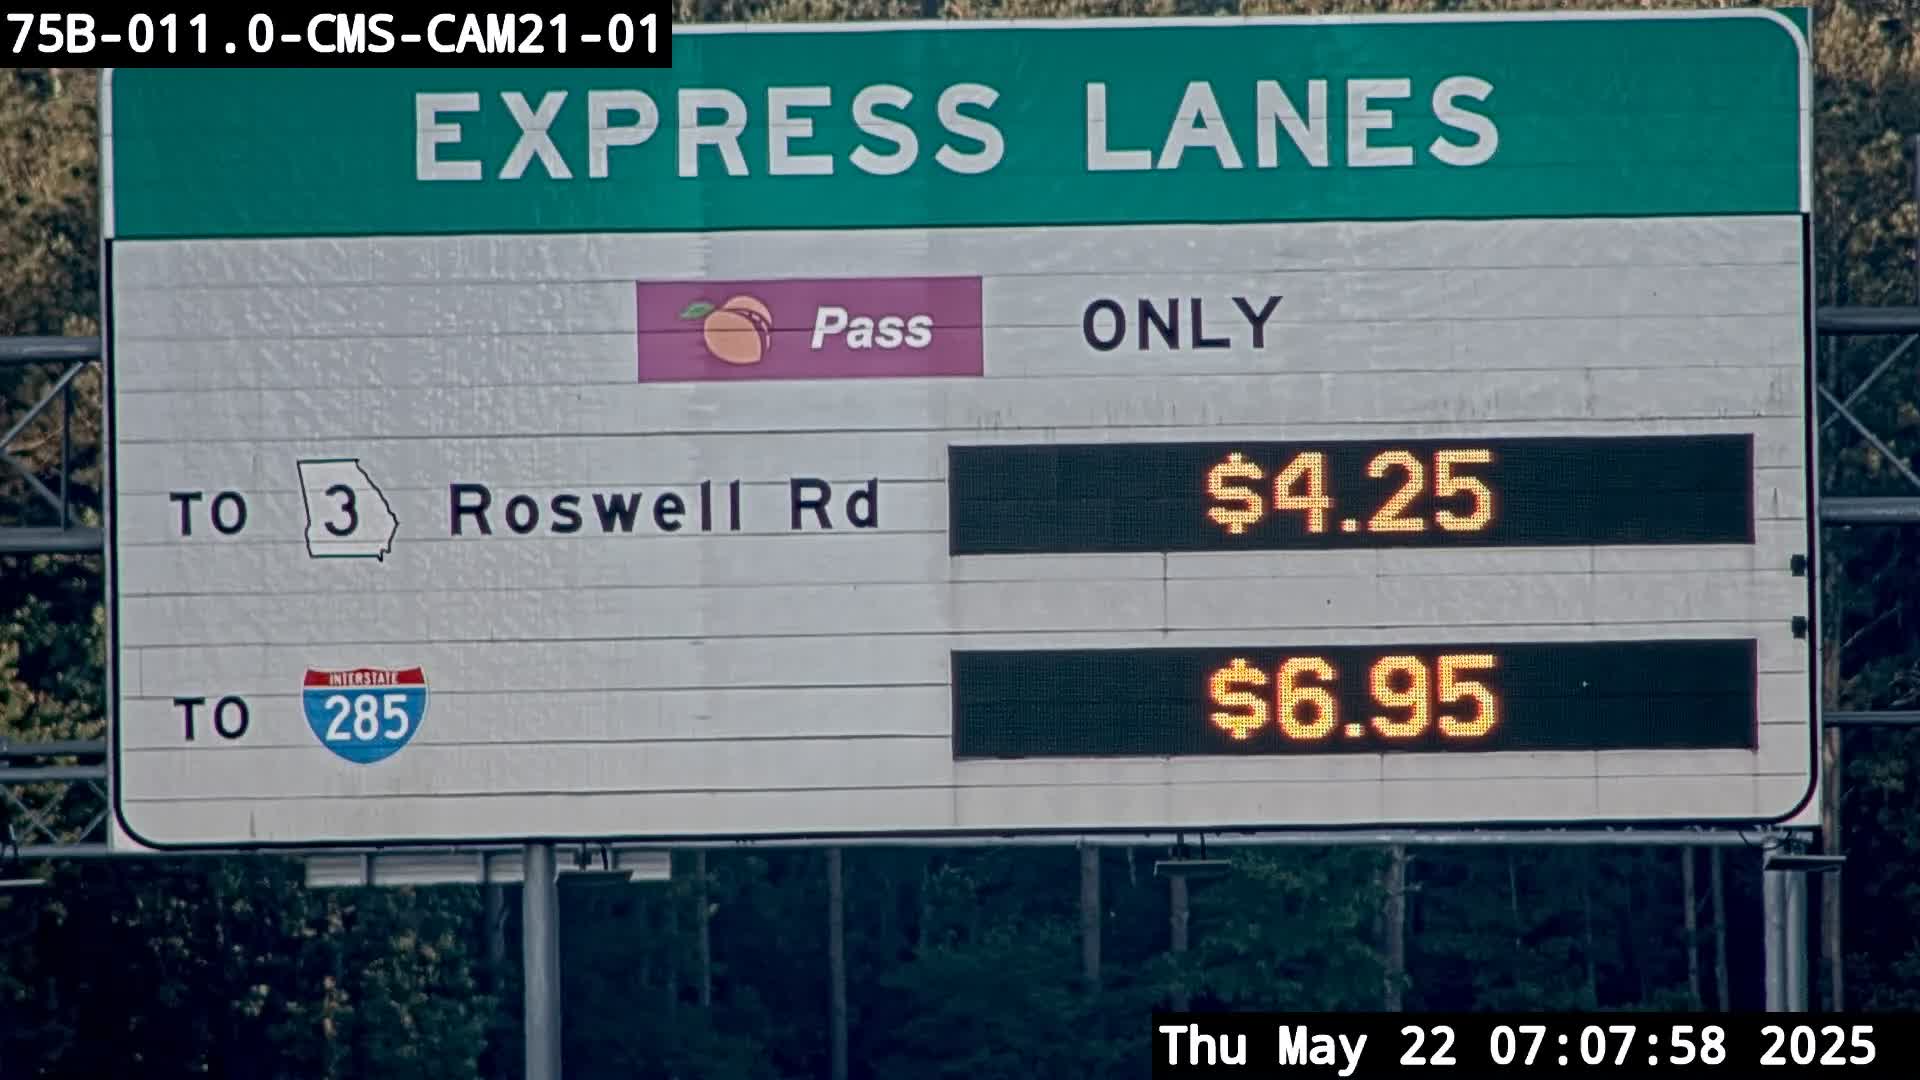 75B-011.0-CMS-CAM21-01
EXPRESS LANES
Pass ONLY
TO 3 Roswell Rd $4.25
TO INTERSTATE 285 $6.95
Thu May 22 07:07:58 2025